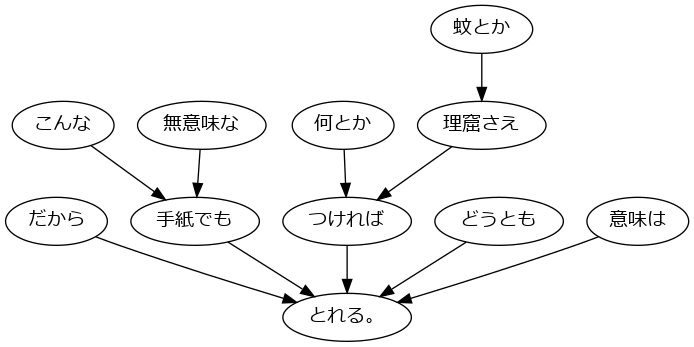 蚊とか
こんな 無意味な 何とか 理窟さえ
だから 手紙でも つければ どうとも 意味は
とれる。